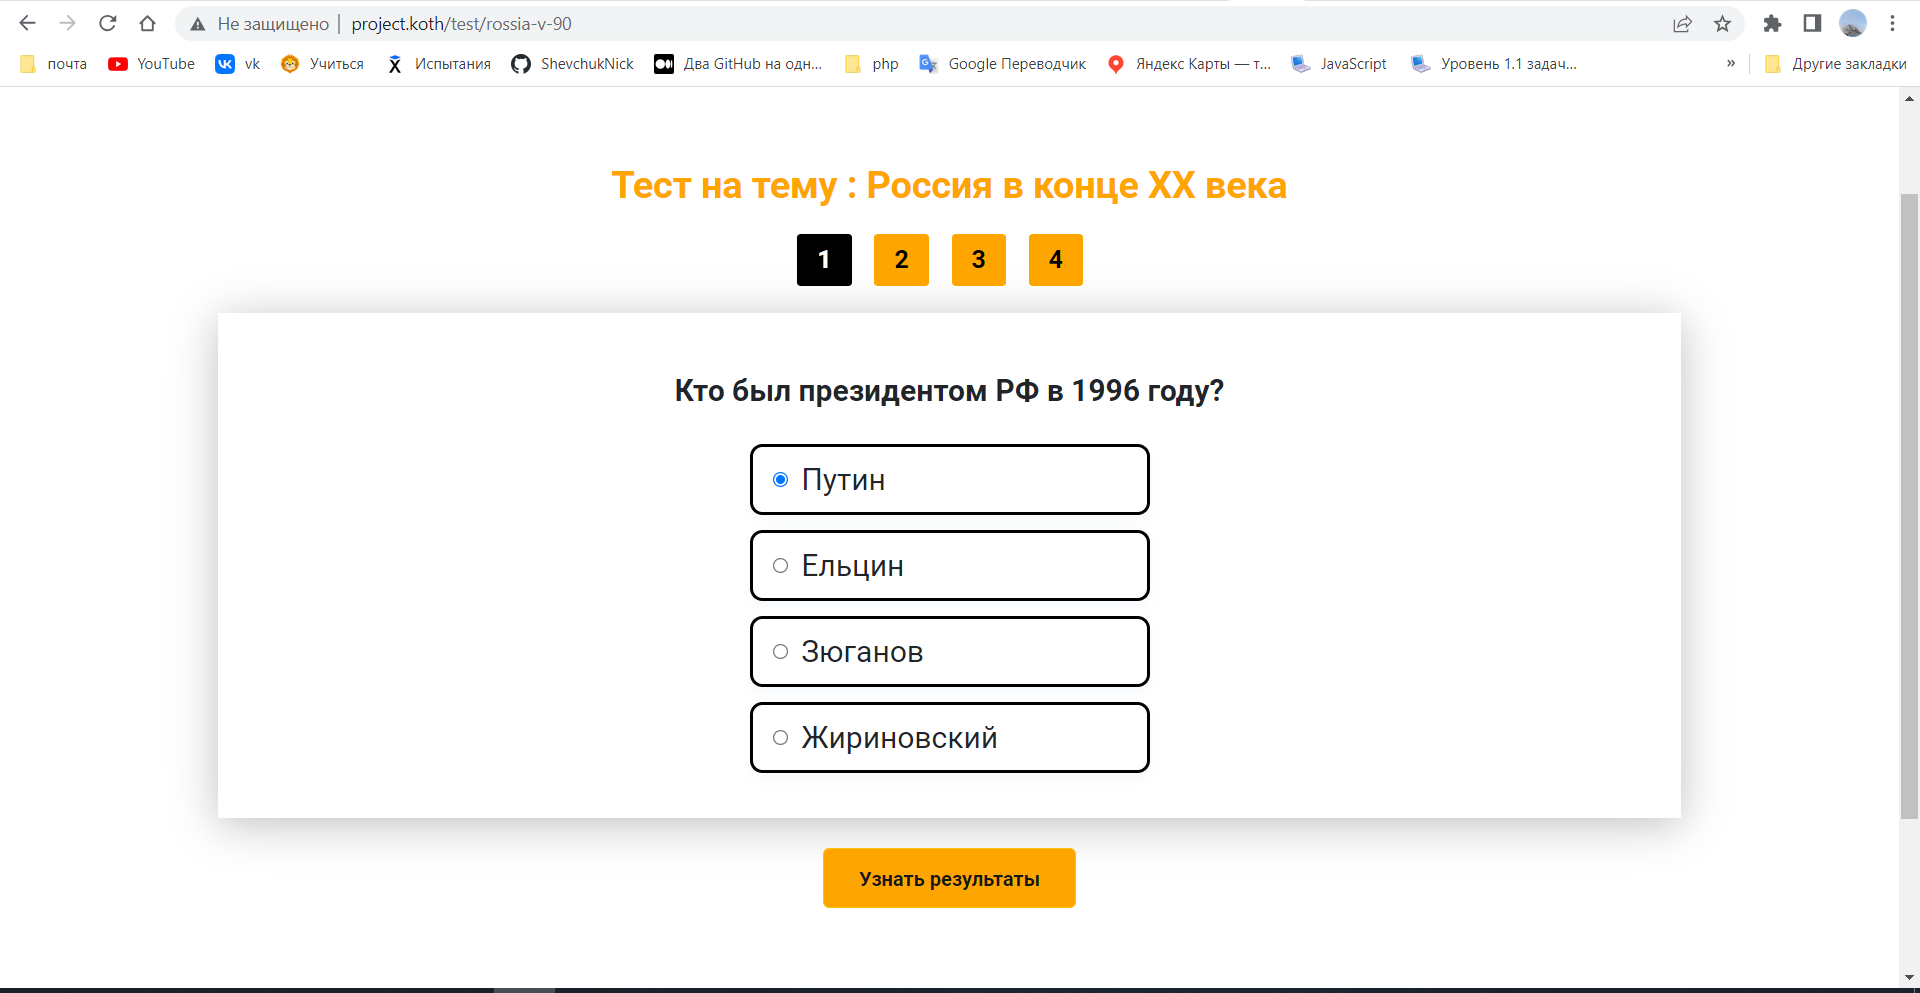 Не защищено | project.koth/test/rossia-v-90
почта YouTube vk Учиться Испытания ShevchukNick Два GitHub на одн... php Google Переводчик Яндекс Карты — т... JavaScript Уровень 1.1 задач... » Другие закладки
Тест на тему : Россия в конце XX века
1 2 3 4
Кто был президентом РФ в 1996 году?
Путин
Ельцин
Зюганов
Жириновский
Узнать результаты